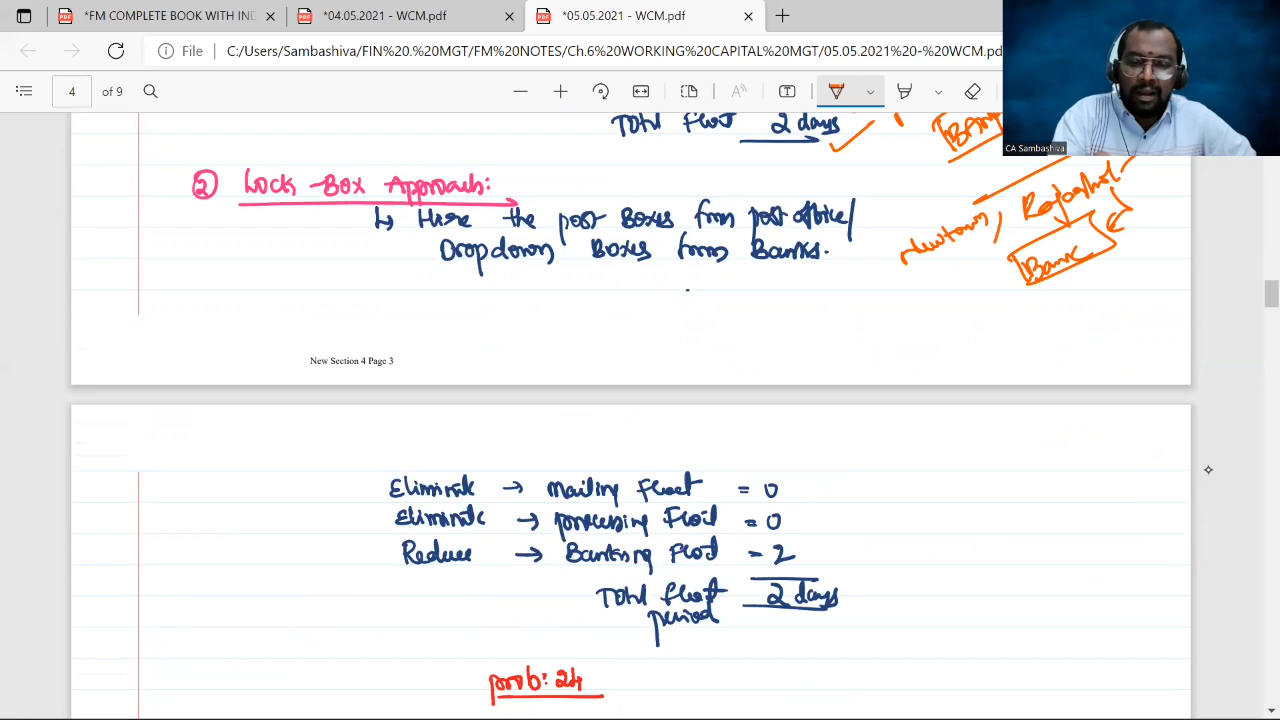 *FM COMPLETE BOOK WITH IND
*04.05.2021 - WCM.pdf
*05.05.2021 - WCM.pdf
File
C:/Users/Sambashiva/FIN%20.%20MGT/FM%20NOTES/Ch.6%20WORKING%20CAPITAL%20MGT/05.05.2021%20-%20WCM.pd
4 of 9
CA Sambashiva
Total Float 2 days
② Lock-Box Approach:
↳ Hire the post Boxes from post office/
Dropdown Boxes from Banks.
Newtown,
Bank
New Section 4 Page 3
Eliminate → Mailing Float = 0
Eliminate → processing Float = 0
Reduce → Banking Float = 2
Total float 2 days
period
prob: 24